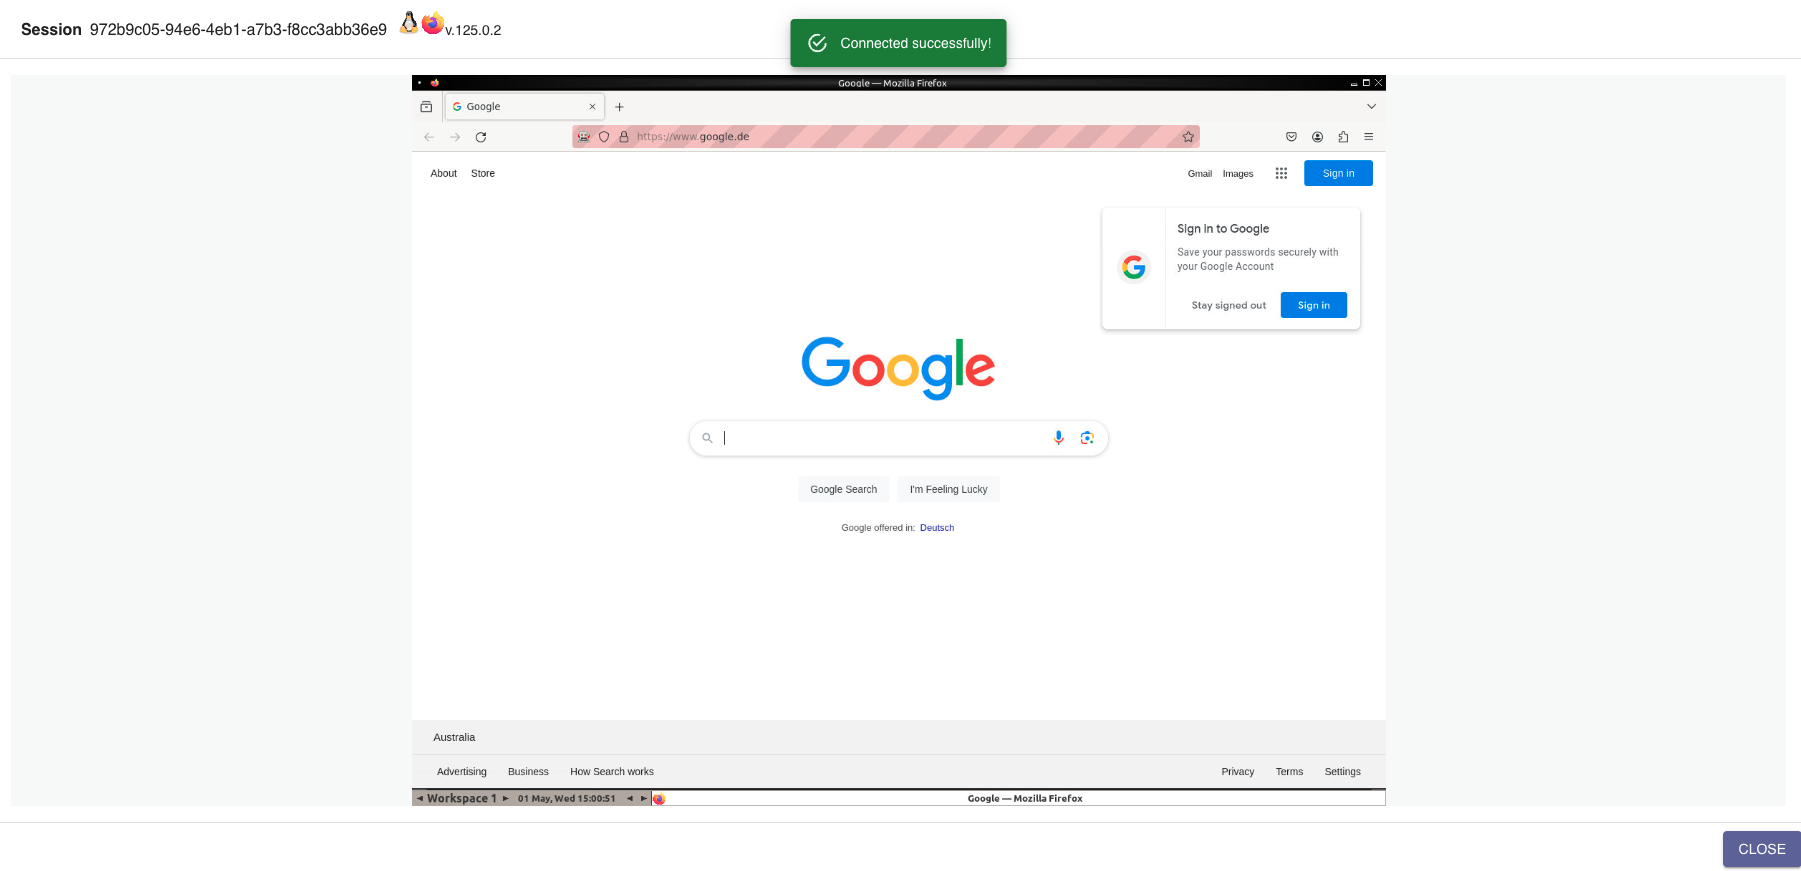 Session 972b9c05-94e6-4eb1-a7b3-f8cc3abb36e9 v.125.0.2
Connected successfully!
Google — Mozilla Firefox
Google
https://www.google.de
About Store Gmail Images Sign in
Sign in to Google
Save your passwords securely with
your Google Account
Stay signed out Sign in
Google
Google Search I'm Feeling Lucky
Google offered in: Deutsch
Australia
Advertising Business How Search works Privacy Terms Settings
Workspace 1 01 May, Wed 15:00:51 Google — Mozilla Firefox
CLOSE